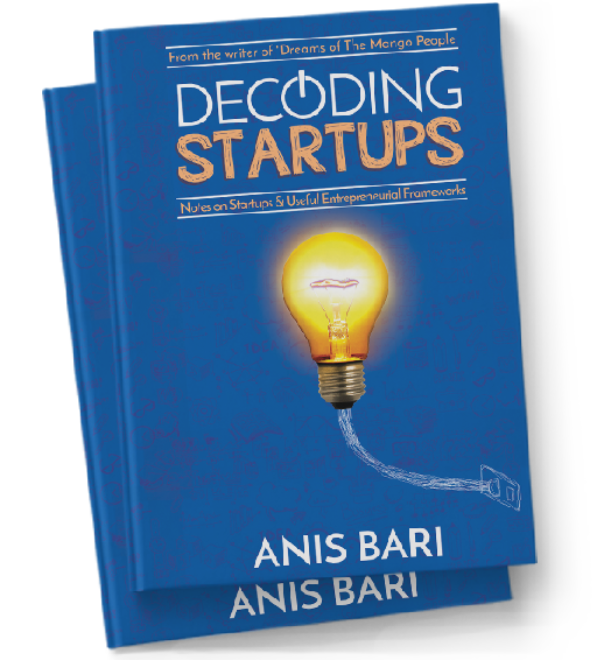 From the writer of "Dreams of The Mango People
DECODING
STARTUPS
Notes on Startups & Useful Entrepreneurial Frameworks
ANIS BARI
ANIS BARI